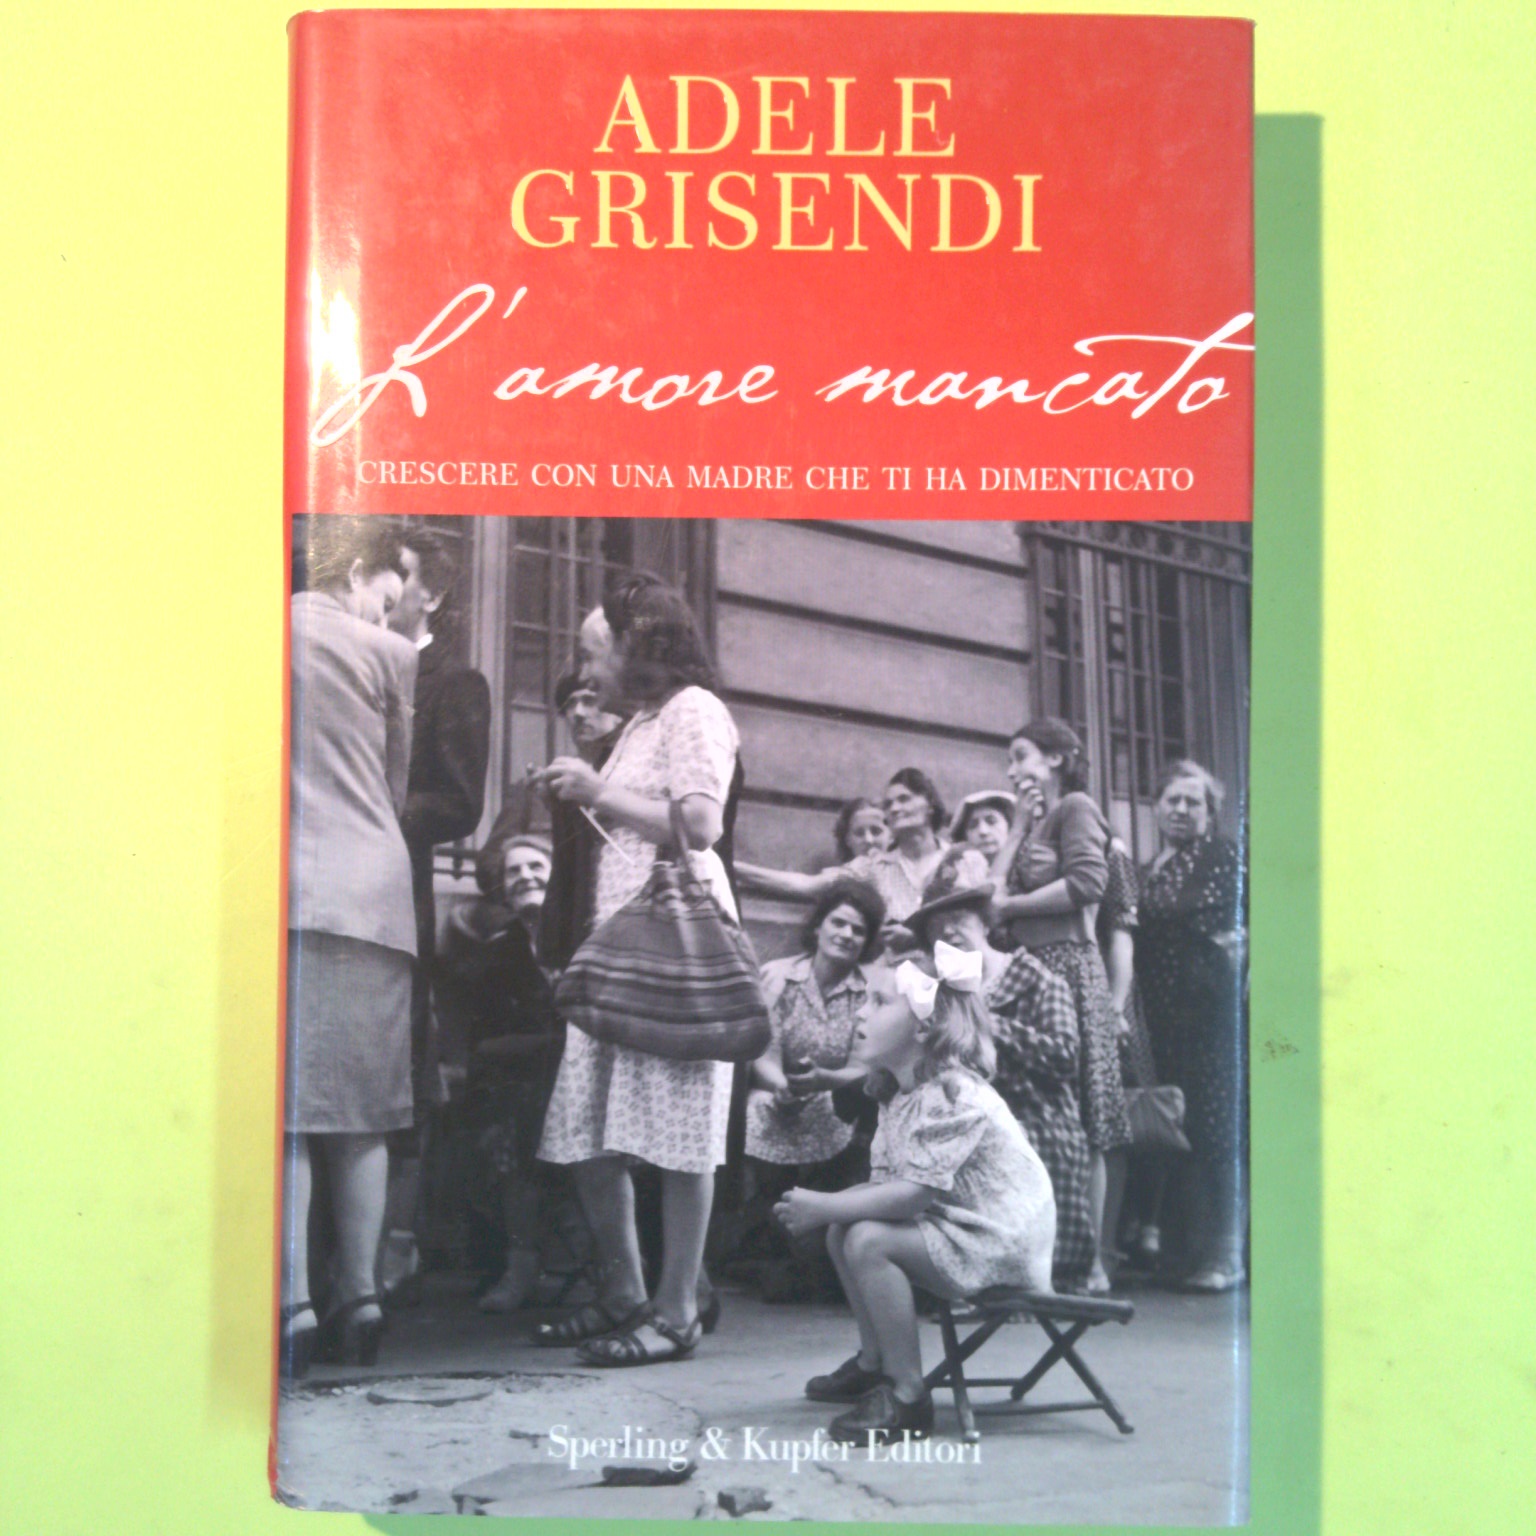 ADELE
GRISENDI
L'amore mancato
CRESCERE CON UNA MADRE CHE TI HA DIMENTICATO
Sperling & Kupfer Editori